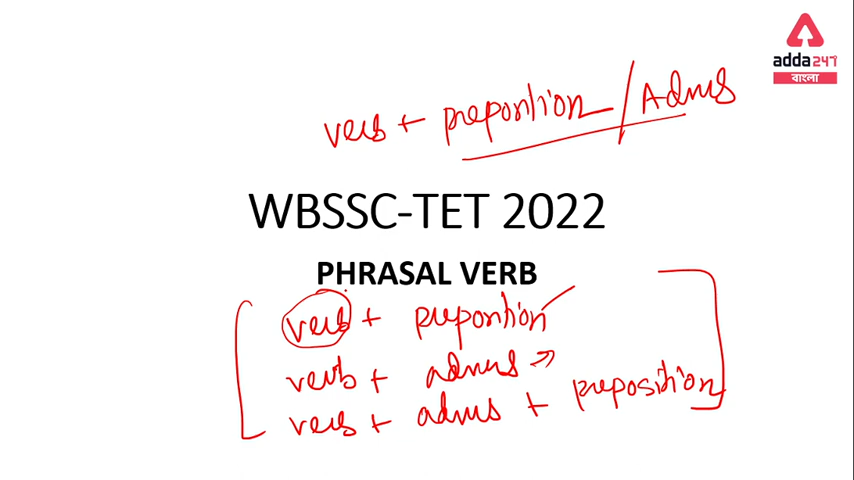 adda247
বাংলা
verb + preposition / Adverb
WBSSC-TET 2022
PHRASAL VERB
verb + preposition
verb + adverb
verb + adverb + preposition